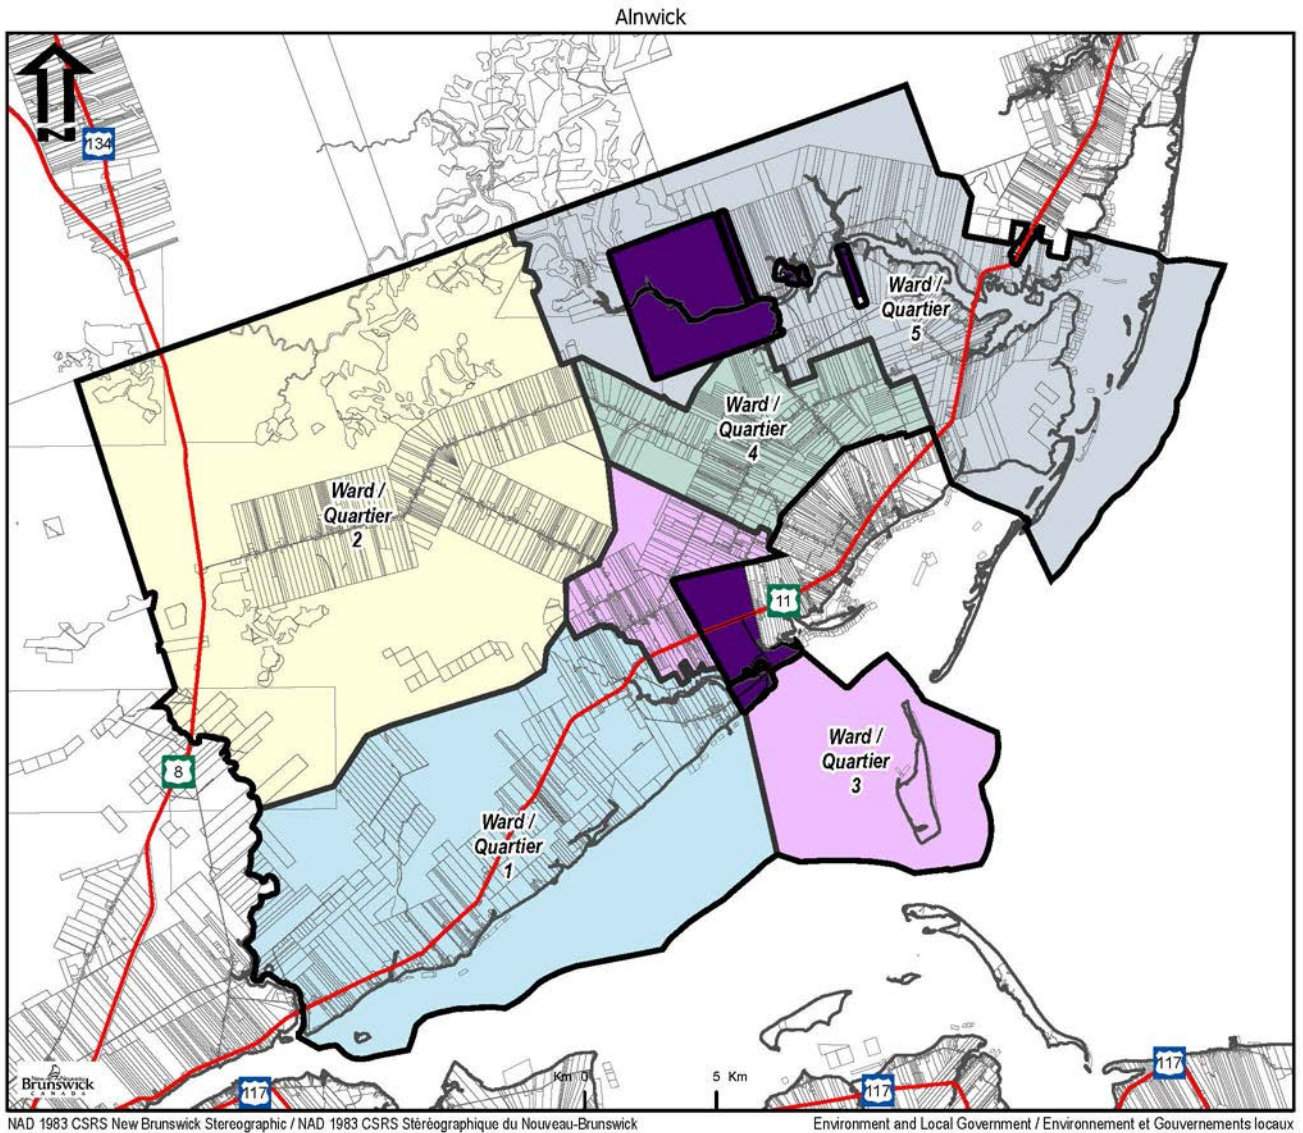 Alnwick
N
134
Ward /
Quartier
5
Ward /
Quartier
4
Ward /
Quartier
2
11
Ward /
Quartier
3
8
Ward /
Quartier
1
Brunswick
CANADA
117
Km 0
5 Km
117
117
NAD 1983 CSRS New Brunswick Stereographic / NAD 1983 CSRS Stéréographique du Nouveau-Brunswick
Environment and Local Government / Environnement et Gouvernements locaux